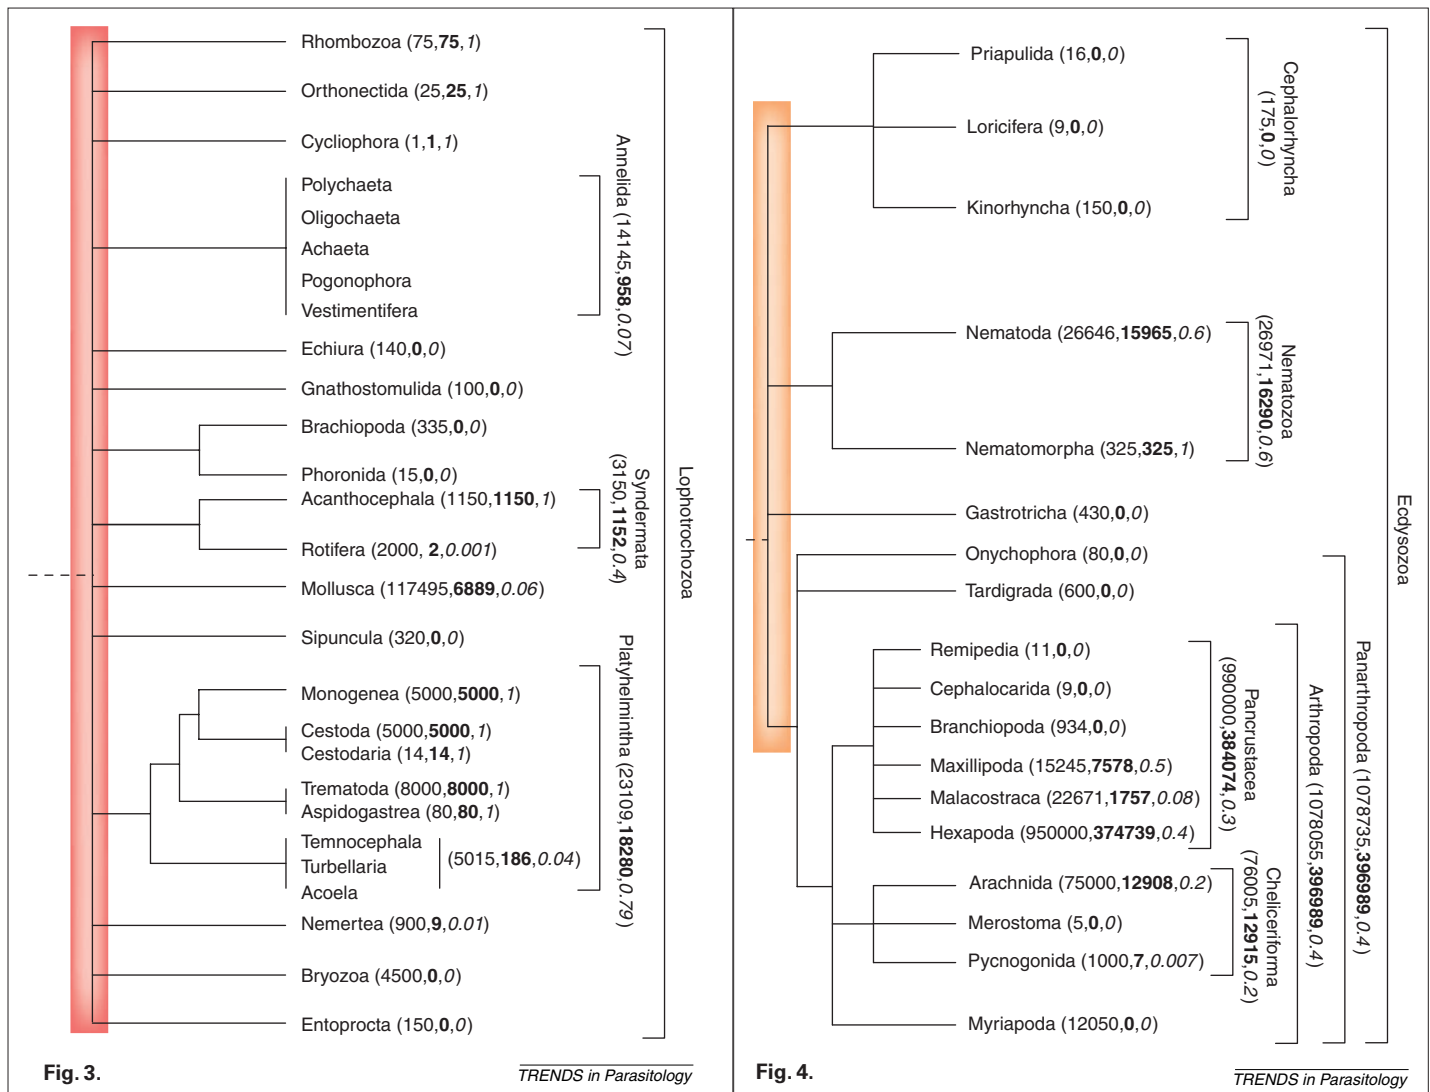 Rhombozoa (75,75,1)
Orthonectida (25,25,1)
Cycliophora (1,1,1)
Polychaeta
Oligochaeta
Achaeta
Pogonophora
Vestimentifera
Annelida (14145,958,0.07)
Echiura (140,0,0)
Gnathostomulida (100,0,0)
Brachiopoda (335,0,0)
Phoronida (15,0,0)
Acanthocephala (1150,1150,1)
Rotifera (2000, 2,0.001)
Syndermata
(3150,1152,0.4)
Mollusca (117495,6889,0.06)
Sipuncula (320,0,0)
Monogenea (5000,5000,1)
Cestoda (5000,5000,1)
Cestodaria (14,14,1)
Trematoda (8000,8000,1)
Aspidogastrea (80,80,1)
Temnocephala
Turbellaria
Acoela
(5015,186,0.04)
Platyhelmintha (23109,18280,0.79)
Nemertea (900,9,0.01)
Bryozoa (4500,0,0)
Entoprocta (150,0,0)
Lophotrochozoa
Fig. 3.
TRENDS in Parasitology
Priapulida (16,0,0)
Loricifera (9,0,0)
Kinorhyncha (150,0,0)
Cephalorhyncha
(175,0,0)
Nematoda (26646,15965,0.6)
Nematomorpha (325,325,1)
Nematozoa
(26971,16290,0.6)
Gastrotricha (430,0,0)
Onychophora (80,0,0)
Tardigrada (600,0,0)
Remipedia (11,0,0)
Cephalocarida (9,0,0)
Branchiopoda (934,0,0)
Maxillipoda (15245,7578,0.5)
Malacostraca (22671,1757,0.08)
Hexapoda (950000,374739,0.4)
Pancrustacea
(990000,384074,0.3)
Arachnida (75000,12908,0.2)
Merostoma (5,0,0)
Pycnogonida (1000,7,0.007)
Cheliceriforma
(76005,12915,0.2)
Myriapoda (12050,0,0)
Arthropoda (1078055,396989,0.4)
Panarthropoda (1078735,396989,0.4)
Ecdysozoa
Fig. 4.
TRENDS in Parasitology